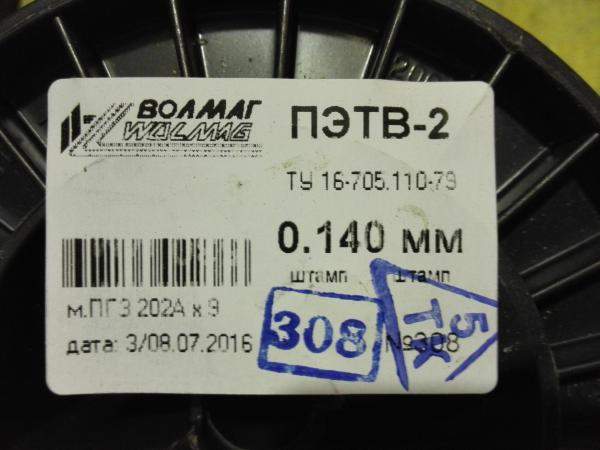 ВОЛМАГ
WOLMAG
ПЭТВ-2
ТУ 16-705.110-79
0.140 мм
штамп штамп
м.ПГЗ 202А х 9
дата: 3/08.07.2016
№308
308
5
ТК